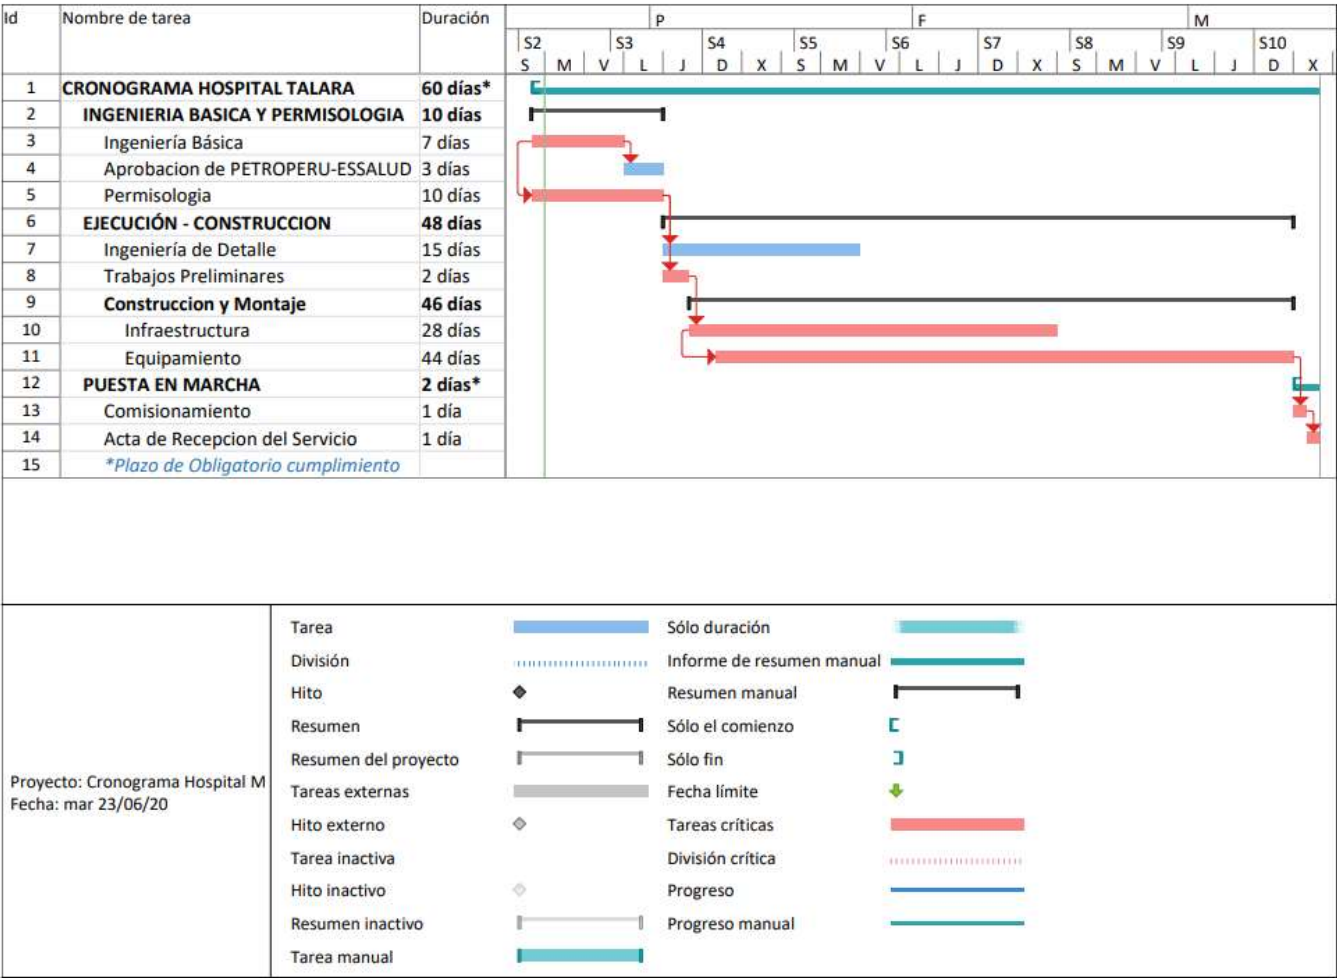 Id Nombre de tarea Duración P F M
S2 S3 S4 S5 S6 S7 S8 S9 S10
S M V L J D X S M V L J D X S M V L J D X
1 CRONOGRAMA HOSPITAL TALARA 60 días*
2 INGENIERIA BASICA Y PERMISOLOGIA 10 días
3 Ingeniería Básica 7 días
4 Aprobacion de PETROPERU-ESSALUD 3 días
5 Permisologia 10 días
6 EJECUCIÓN - CONSTRUCCION 48 días
7 Ingeniería de Detalle 15 días
8 Trabajos Preliminares 2 días
9 Construccion y Montaje 46 días
10 Infraestructura 28 días
11 Equipamiento 44 días
12 PUESTA EN MARCHA 2 días*
13 Comisionamiento 1 día
14 Acta de Recepcion del Servicio 1 día
15 *Plazo de Obligatorio cumplimiento
Proyecto: Cronograma Hospital M
Fecha: mar 23/06/20
Tarea
División
Hito
Resumen
Resumen del proyecto
Tareas externas
Hito externo
Tarea inactiva
Hito inactivo
Resumen inactivo
Tarea manual
Sólo duración
Informe de resumen manual
Resumen manual
Sólo el comienzo
Sólo fin
Fecha límite
Tareas críticas
División crítica
Progreso
Progreso manual